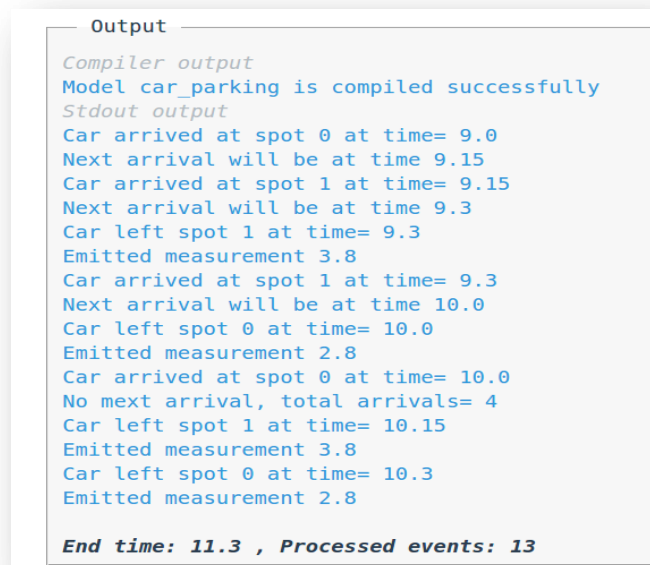 Output
Compiler output
Model car_parking is compiled successfully
Stdout output
Car arrived at spot 0 at time= 9.0
Next arrival will be at time 9.15
Car arrived at spot 1 at time= 9.15
Next arrival will be at time 9.3
Car left spot 1 at time= 9.3
Emitted measurement 3.8
Car arrived at spot 1 at time= 9.3
Next arrival will be at time 10.0
Car left spot 0 at time= 10.0
Emitted measurement 2.8
Car arrived at spot 0 at time= 10.0
No mext arrival, total arrivals= 4
Car left spot 1 at time= 10.15
Emitted measurement 3.8
Car left spot 0 at time= 10.3
Emitted measurement 2.8
End time: 11.3 , Processed events: 13